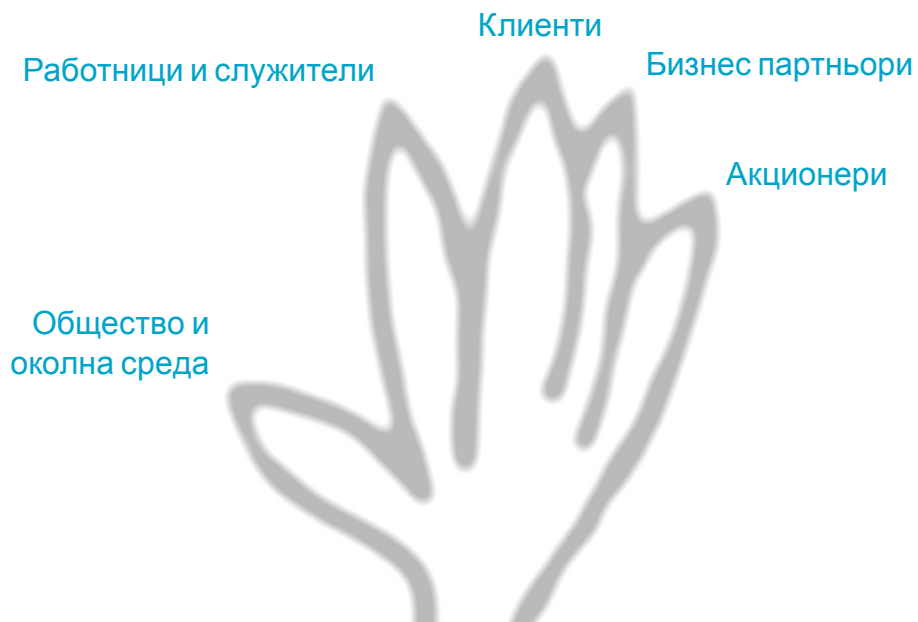 Клиенти
Работници и служители
Бизнес партньори
Акционери
Общество и
околна среда